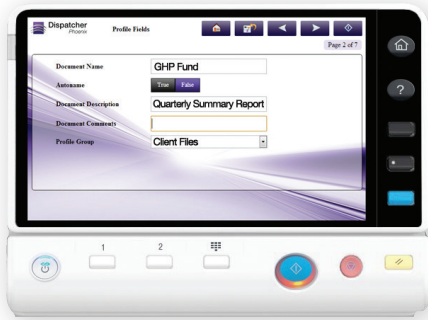 Dispatcher
Phoenix
Profile Fields
Page 2 of 7
Document Name
GHP Fund
Autoname
True False
Document Description
Quarterly Summary Report
Document Comments
Profile Group
Client Files
?
1
2